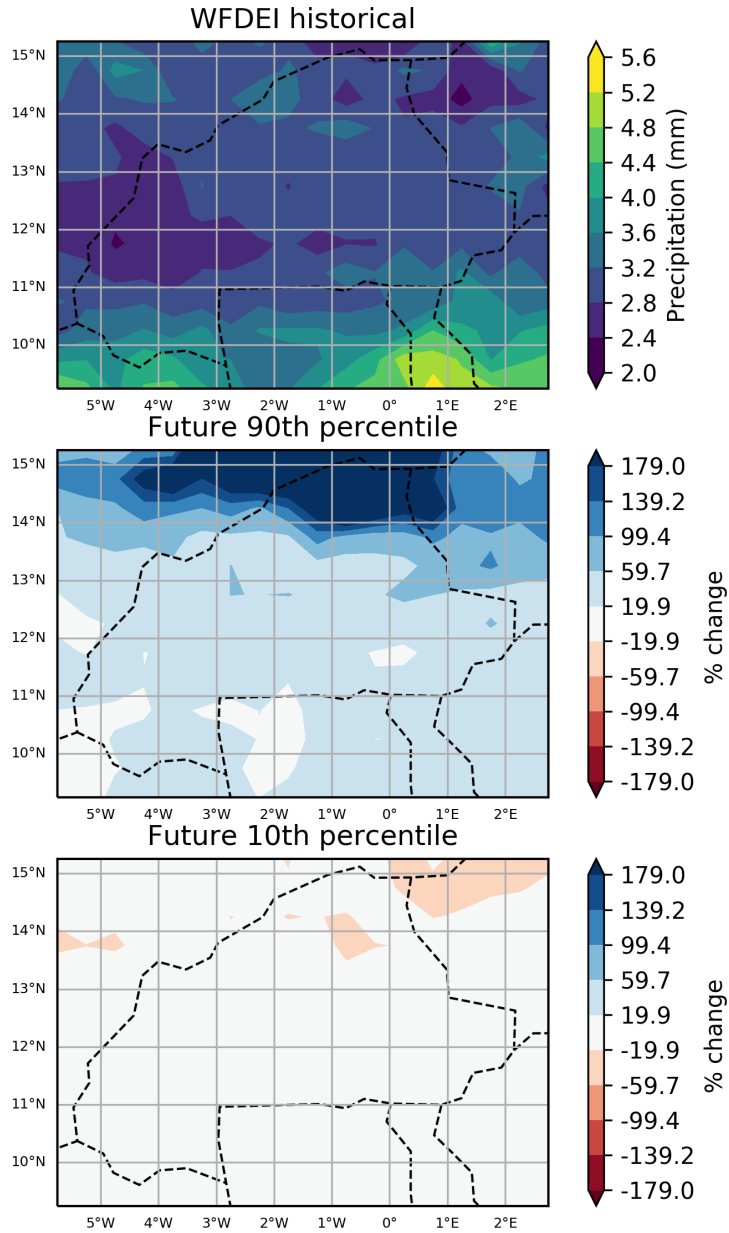 WFDEI historical
15°N
14°N
13°N
12°N
11°N
10°N
5°W 4°W 3°W 2°W 1°W 0° 1°E 2°E
5.6
5.2
4.8
4.4
4.0
3.6
3.2
2.8
2.4
2.0
Precipitation (mm)
Future 90th percentile
15°N
14°N
13°N
12°N
11°N
10°N
5°W 4°W 3°W 2°W 1°W 0° 1°E 2°E
179.0
139.2
99.4
59.7
19.9
-19.9
-59.7
-99.4
-139.2
-179.0
% change
Future 10th percentile
15°N
14°N
13°N
12°N
11°N
10°N
5°W 4°W 3°W 2°W 1°W 0° 1°E 2°E
179.0
139.2
99.4
59.7
19.9
-19.9
-59.7
-99.4
-139.2
-179.0
% change